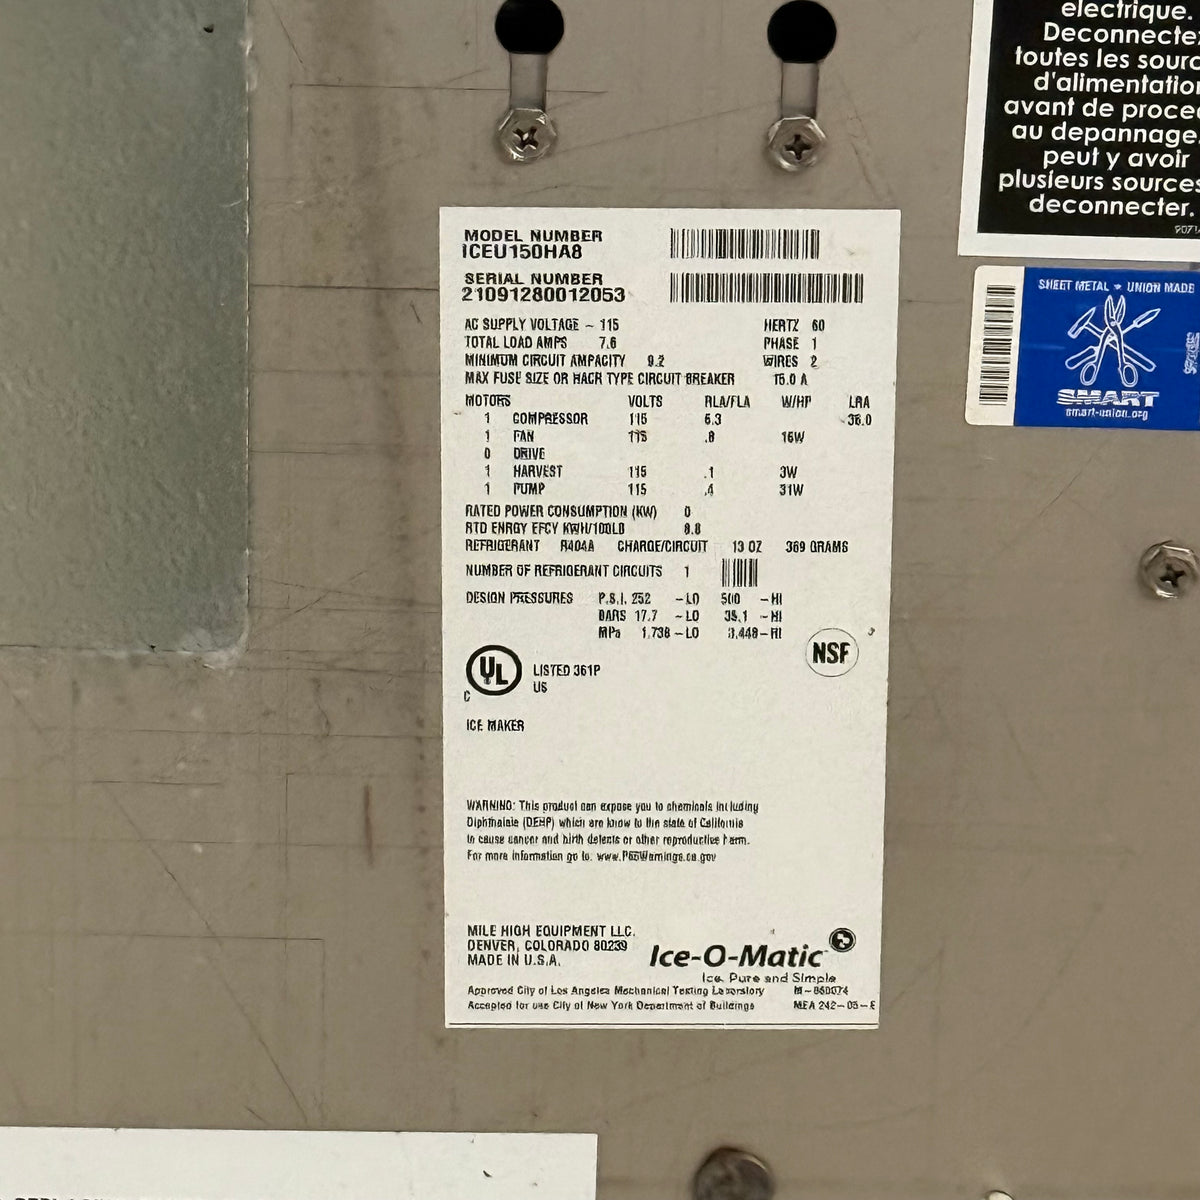 électrique.
Deconnectez
toutes les
d'alimentation
avant de
au depannage.
peut y avoir
plusieurs sources
deconnecter.
SHEET METAL UNION MADE
SMART
smart-union.org
MODEL NUMBER
ICEU150HA8
SERIAL NUMBER
21091280012053
AC SUPPLY VOLTAGE ~ 115 HERTZ 60
TOTAL LOAD AMPS 7.6 PHASE 1
MINIMUM CIRCUIT AMPACITY 9.2 WIRES 2
MAX FUSE SIZE OR HACR TYPE CIRCUIT BREAKER 15.0 A
MOTORS VOLTS RLA/FLA W/HP LRA
1 COMPRESSOR 115 6.3 36.0
1 FAN 115 .8 16W
0 DRIVE
1 HARVEST 115 .1 3W
1 PUMP 115 .4 31W
RATED POWER CONSUMPTION (KW) 0
RTD ENRGY EFCY KWH/100LB 8.8
REFRIGERANT R404A CHARGE/CIRCUIT 13 OZ 369 GRAMS
NUMBER OF REFRIGERANT CIRCUITS 1
DESIGN PRESSURES P.S.I. 252 -LO 500 -HI
BARS 17.7 -LO 35.1 -HI
MPa 1.738-LO 3.448-HI
C UL US LISTED 361P
NSF
ICE MAKER
WARNING: This product can expose you to chemicals including
Diphthalate (DEHP) which are know to the state of California
to cause cancer and birth defects or other reproductive harm.
For more information go to: www.P65Warnings.ca.gov
MILE HIGH EQUIPMENT LLC.
DENVER, COLORADO 80239
MADE IN U.S.A.
Ice-O-Matic
Ice. Pure and Simple
Approved City of Los Angeles Mechanical Testing Laboratory M-860074
Accepted for use City of New York Department of Buildings MEA 242-05-E